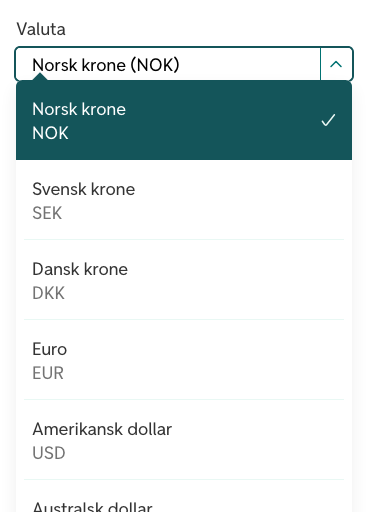 Valuta
Norsk krone (NOK)
Norsk krone
NOK
Svensk krone
SEK
Dansk krone
DKK
Euro
EUR
Amerikansk dollar
USD
Australsk dollar